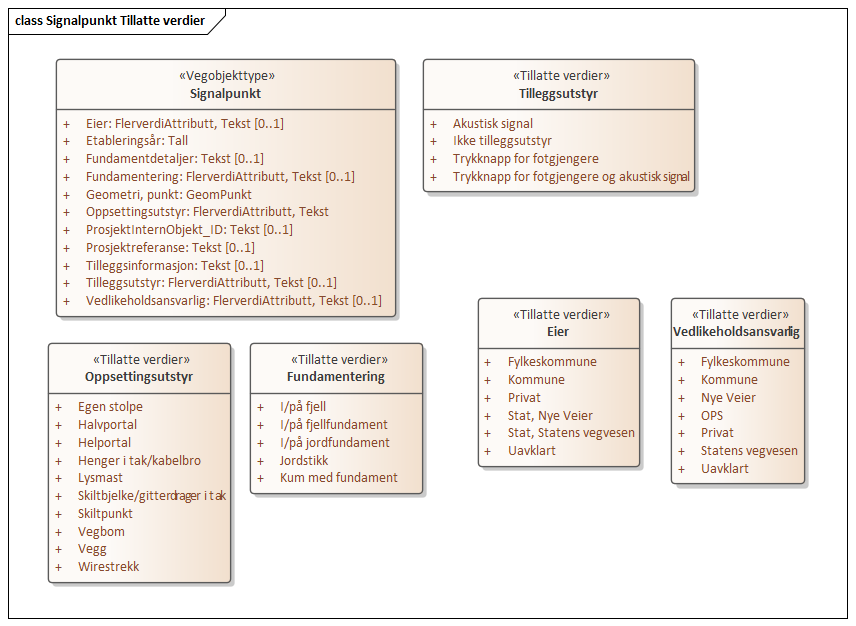 class Signalpunkt Tillatte verdier
«Vegobjekttype»
Signalpunkt
+ Eier: FlerverdiAttributt, Tekst [0..1]
+ Etableringsår: Tall
+ Fundamentdetaljer: Tekst [0..1]
+ Fundamentering: FlerverdiAttributt, Tekst [0..1]
+ Geometri, punkt: GeomPunkt
+ Oppsettingsutstyr: FlerverdiAttributt, Tekst
+ ProsjektInternObjekt_ID: Tekst [0..1]
+ Prosjektreferanse: Tekst [0..1]
+ Tilleggsinformasjon: Tekst [0..1]
+ Tilleggsutstyr: FlerverdiAttributt, Tekst [0..1]
+ Vedlikeholdsansvarlig: FlerverdiAttributt, Tekst [0..1]
«Tillatte verdier»
Tilleggsutstyr
+ Akustisk signal
+ Ikke tilleggsutstyr
+ Trykknapp for fotgjengere
+ Trykknapp for fotgjengere og akustisk signal
«Tillatte verdier»
Oppsettingsutstyr
+ Egen stolpe
+ Halvportal
+ Helportal
+ Henger i tak/kabelbro
+ Lysmast
+ Skiltbjelke/gitterdrager i tak
+ Skiltpunkt
+ Vegbom
+ Vegg
+ Wirestrekk
«Tillatte verdier»
Fundamentering
+ I/på fjell
+ I/på fjellfundament
+ I/på jordfundament
+ Jordstikk
+ Kum med fundament
«Tillatte verdier»
Eier
+ Fylkeskommune
+ Kommune
+ Privat
+ Stat, Nye Veier
+ Stat, Statens vegvesen
+ Uavklart
«Tillatte verdier»
Vedlikeholdsansvarlig
+ Fylkeskommune
+ Kommune
+ Nye Veier
+ OPS
+ Privat
+ Statens vegvesen
+ Uavklart